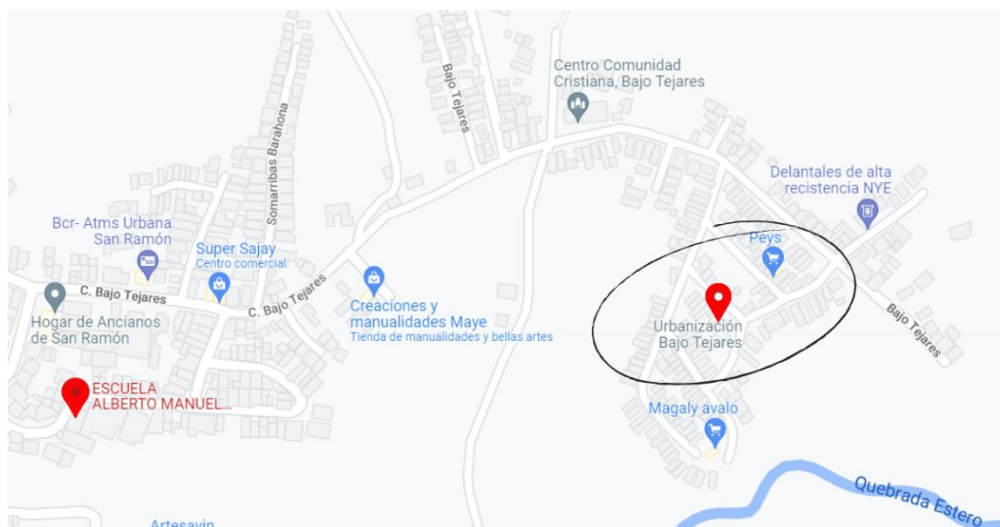 Centro Comunidad
Cristiana, Bajo Tejares
Bajo Tejares
Somarribas Barahona
Delantales de alta
recistencia NYE
Bcr- Atms Urbana
San Ramón
Super Sajay
Centro comercial
Peys
C. Bajo Tejares
C. Bajo Tejares
Hogar de Ancianos
de San Ramón
Creaciones y
manualidades Maye
Tienda de manualidades y bellas artes
Urbanización
Bajo Tejares
Bajo Tejares
ESCUELA
ALBERTO MANUEL...
Magaly avalo
Quebrada Estero
Artesavin